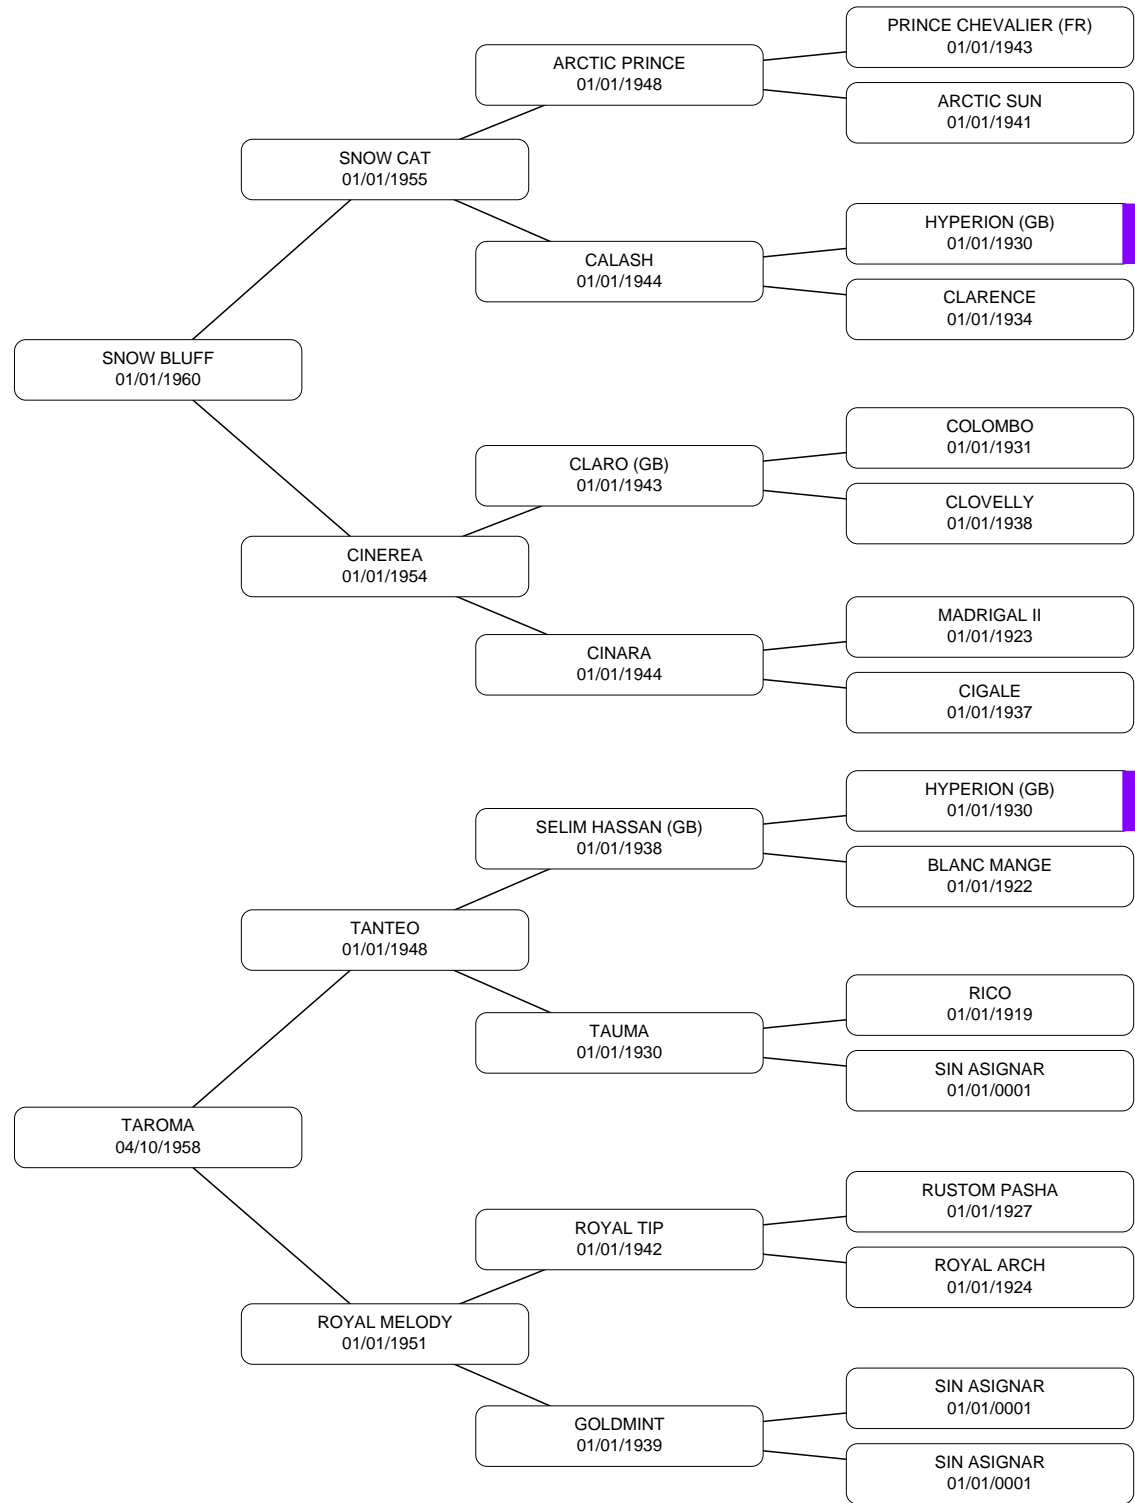 PRINCE CHEVALIER (FR)
01/01/1943
ARCTIC PRINCE
01/01/1948
ARCTIC SUN
01/01/1941
SNOW CAT
01/01/1955
HYPERION (GB)
01/01/1930
CALASH
01/01/1944
CLARENCE
01/01/1934
SNOW BLUFF
01/01/1960
COLOMBO
01/01/1931
CLARO (GB)
01/01/1943
CLOVELLY
01/01/1938
CINEREA
01/01/1954
MADRIGAL II
01/01/1923
CINARA
01/01/1944
CIGALE
01/01/1937
HYPERION (GB)
01/01/1930
SELIM HASSAN (GB)
01/01/1938
BLANC MANGE
01/01/1922
TANTEO
01/01/1948
RICO
01/01/1919
TAUMA
01/01/1930
SIN ASIGNAR
01/01/0001
TAROMA
04/10/1958
RUSTOM PASHA
01/01/1927
ROYAL TIP
01/01/1942
ROYAL ARCH
01/01/1924
ROYAL MELODY
01/01/1951
SIN ASIGNAR
01/01/0001
GOLDMINT
01/01/1939
SIN ASIGNAR
01/01/0001